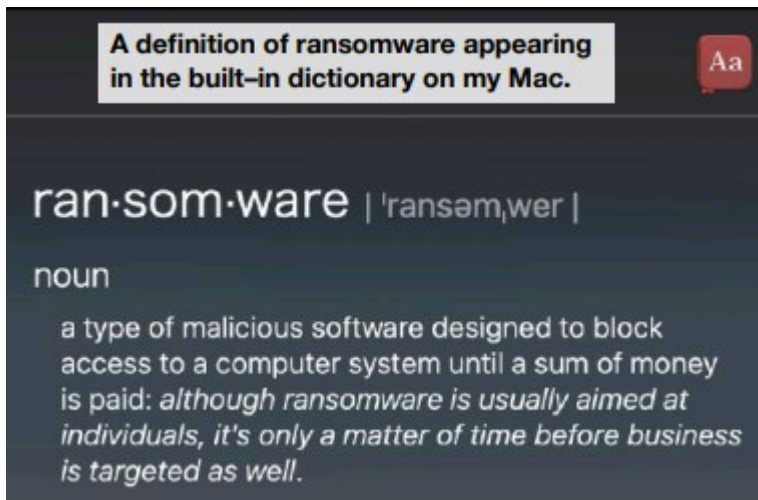 A definition of ransomware appearing
in the built–in dictionary on my Mac.
Aa
ran·som·ware | ˈransəmˌwer |
noun
a type of malicious software designed to block
access to a computer system until a sum of money
is paid: although ransomware is usually aimed at
individuals, it's only a matter of time before business
is targeted as well.